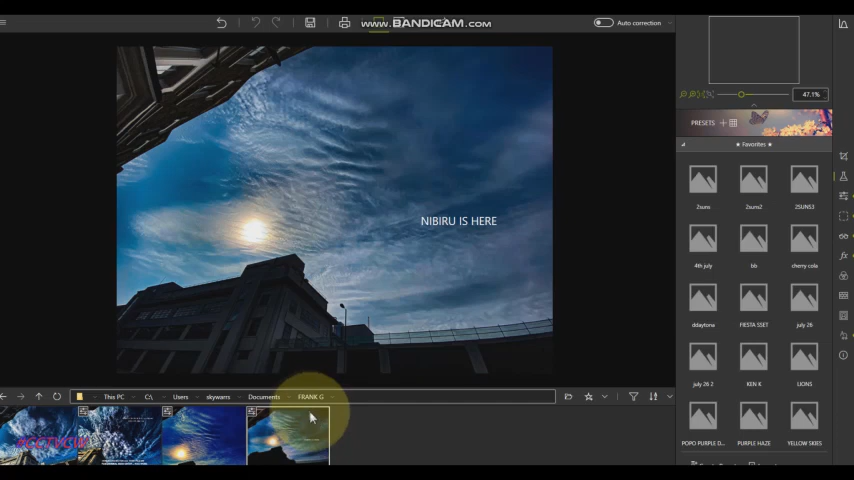 www.BANDICAM.com
Auto correction
47.1%
PRESETS
★ Favorites
2suns
2suns2
2SUNS3
NIBIRU IS HERE
4th july
bb
cherry cola
ddaytona
FIESTA SSET
july 26
july 26 2
KEN K
LIONS
This PC
C:\
Users
skywarrs
Documents
FRANK G
POPO PURPLE D...
PURPLE HAZE
YELLOW SKIES
#CCTVCW